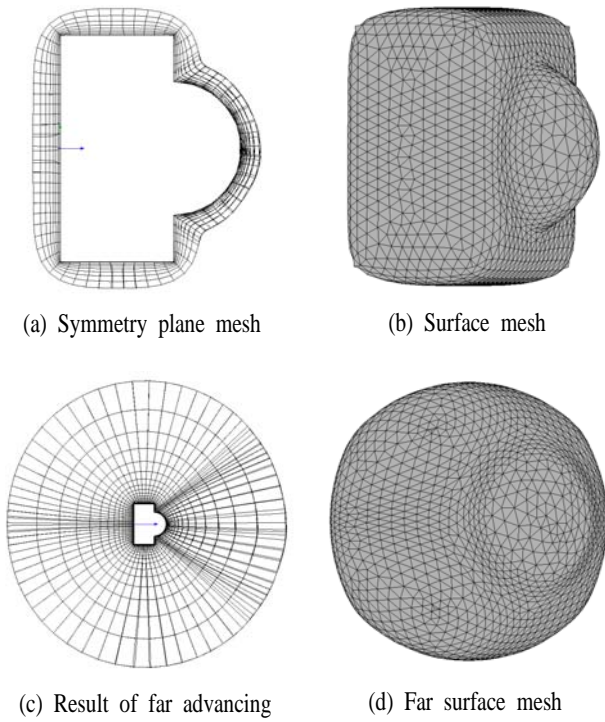 (a) Symmetry plane mesh
(b) Surface mesh
(c) Result of far advancing
(d) Far surface mesh